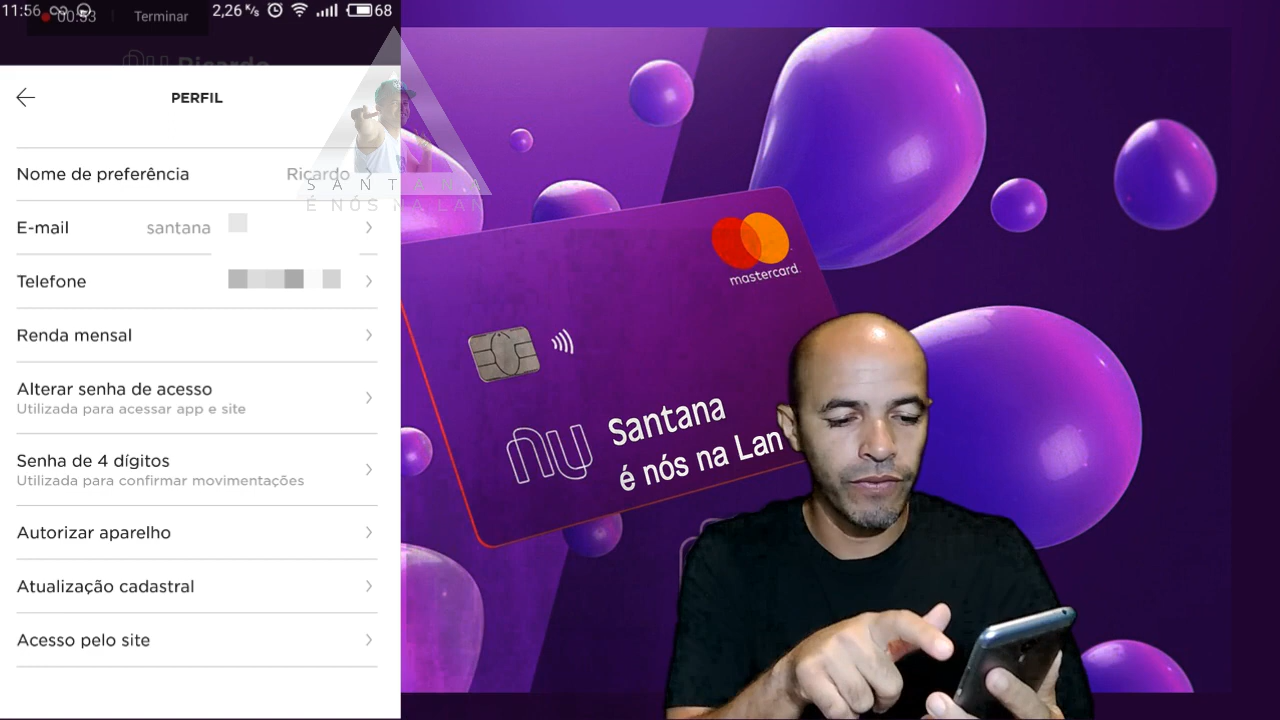 11:56
00:53
Terminar
2,26 K/s
68
nu Ricardo
PERFIL
Nome de preferência
Ricardo
E-mail
santana
Telefone
Renda mensal
Alterar senha de acesso
Utilizada para acessar app e site
Senha de 4 dígitos
Utilizada para confirmar movimentações
Autorizar aparelho
Atualização cadastral
Acesso pelo site
SANTANA
É NÓS NA LAN
mastercard.
nu
Santana
é nós na Lan